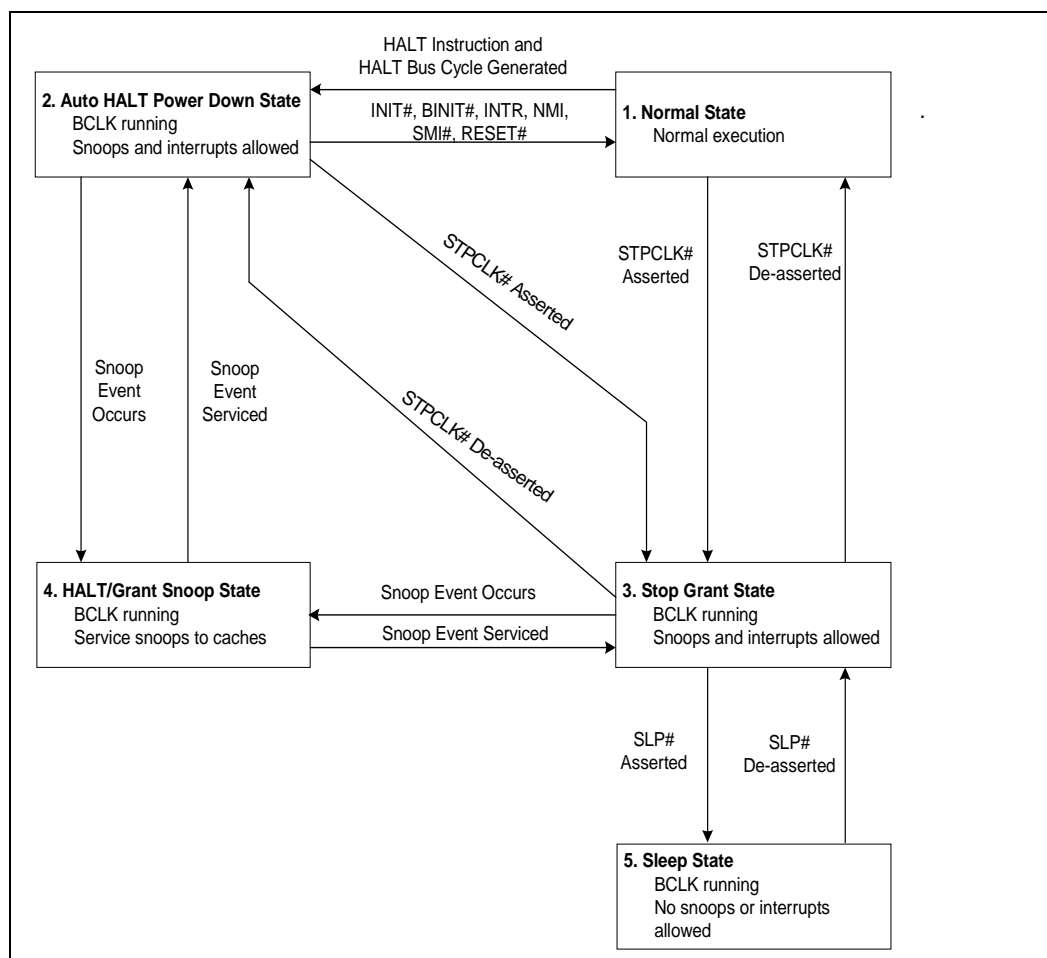 HALT Instruction and
HALT Bus Cycle Generated
2. Auto HALT Power Down State
BCLK running
Snoops and interrupts allowed
INIT#, BINIT#, INTR, NMI,
SMI#, RESET#
1. Normal State
Normal execution
.
STPCLK# Asserted
STPCLK#
Asserted
STPCLK#
De-asserted
Snoop
Event
Occurs
Snoop
Event
Serviced
STPCLK# De-asserted
4. HALT/Grant Snoop State
BCLK running
Service snoops to caches
Snoop Event Occurs
Snoop Event Serviced
3. Stop Grant State
BCLK running
Snoops and interrupts allowed
SLP#
Asserted
SLP#
De-asserted
5. Sleep State
BCLK running
No snoops or interrupts
allowed